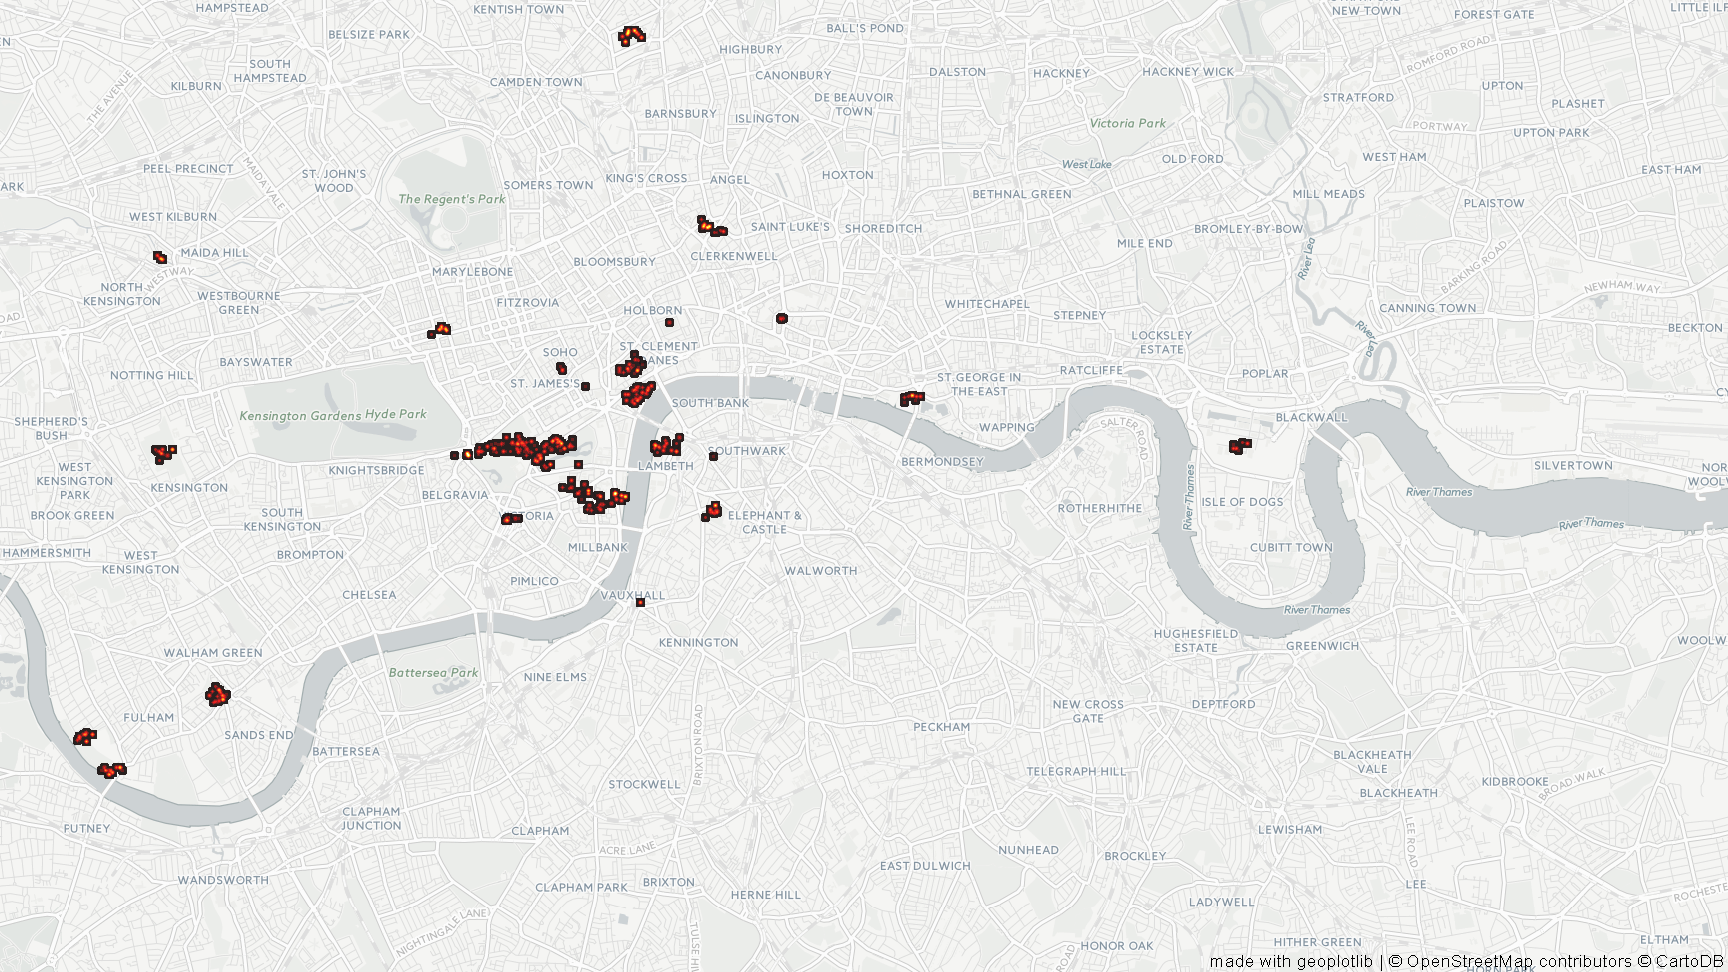 HAMPSTEAD
KENTISH TOWN
BALL'S POND
NEW TOWN
FOREST GATE
LITTLE ILF
BELSIZE PARK
HIGHBURY
SOUTH
HAMPSTEAD
KILBURN
THE AVENUE
CAMDEN TOWN
CANONBURY
DALSTON
HACKNEY
HACKNEY WICK
ROMFORD ROAD
UPTON
DE BEAUVOIR
TOWN
STRATFORD
PLASHET
BARNSBURY
ISLINGTON
Victoria Park
PORTWAY
UPTON PARK
PEEL PRECINCT
MAIDA VALE
ST. JOHN'S
WOOD
SOMERS TOWN
KING'S CROSS
ANGEL
HOXTON
West Lake
OLD FORD
WEST HAM
EAST HAM
ARK
The Regent's Park
BETHNAL GREEN
MILL MEADS
PLAISTOW
WEST KILBURN
SAINT LUKE'S
SHOREDITCH
BROMLEY-BY-BOW
MILE END
MAIDA HILL
WESTWAY
BLOOMSBURY
CLERKENWELL
River Lea
BARKING ROAD
MARYLEBONE
NORTH
KENSINGTON
WESTBOURNE
GREEN
FITZROVIA
HOLBORN
WHITECHAPEL
STEPNEY
CANNING TOWN
NEWHAM WAY
ROAD
BECKTON
LOCKSLEY
ESTATE
River Lea
BAYSWATER
SOHO
ST. CLEMENT
DANES
NOTTING HILL
ST. JAMES'S
ST.GEORGE IN
THE EAST
RATCLIFFE
POPLAR
Kensington Gardens
Hyde Park
SOUTH BANK
BLACKWALL
CY
SHEPHERD'S
BUSH
WAPPING
SALTER ROAD
KNIGHTSBRIDGE
LAMBETH
SOUTHWARK
BERMONDSEY
SILVERTOWN
WEST
KENSINGTON
PARK
KENSINGTON
BELGRAVIA
NOR
WOOLW
River Thames
River Thames
ISLE OF DOGS
ROTHERHITHE
BROOK GREEN
SOUTH
KENSINGTON
VICTORIA
ELEPHANT &
CASTLE
River Thames
HAMMERSMITH
WEST
KENSINGTON
BROMPTON
MILLBANK
CUBITT TOWN
PIMLICO
WALWORTH
CHELSEA
VAUXHALL
River Thames
KENNINGTON
HUGHESFIELD
ESTATE
GREENWICH
WOOLW
WALHAM GREEN
Battersea Park
NINE ELMS
FULHAM
NEW CROSS
GATE
DEPTFORD
SANDS END
BATTERSEA
BRIXTON ROAD
PECKHAM
BLACKHEATH
VALE
STOCKWELL
TELEGRAPH HILL
KIDBROOKE
BROAD WALK
BLACKHEATH
CLAPHAM
JUNCTION
FUTNEY
CLAPHAM
ACRE LANE
LEWISHAM
LEE ROAD
NUNHEAD
BROCKLEY
EAST DULWICH
WANDSWORTH
CLAPHAM PARK
BRIXTON
HERNE HILL
LEE
ROCHESTER
LADYWELL
NIGHTINGALE LANE
TULSE HI
HONOR OAK
ROAD
HITHER GREEN
ELTHAM
made with geoplotlib | © OpenStreetMap contributors © CartoDB